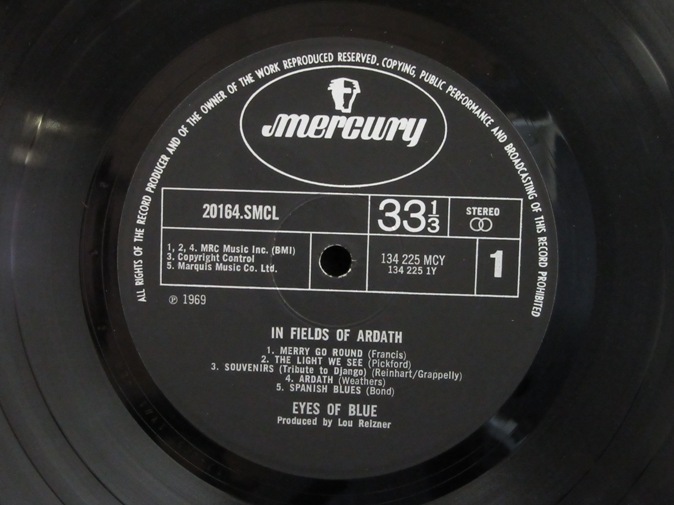 ALL RIGHTS OF THE RECORD PRODUCER AND OF THE OWNER OF THE WORK REPRODUCED RESERVED. COPYING, PUBLIC PERFORMANCE AND BROADCASTING OF THIS RECORD PROHIBITED
mercury
20164.SMCL
33 1/3
STEREO
1, 2, 4. MRC Music Inc. (BMI)
3. Copyright Control
5. Marquis Music Co. Ltd.
134 225 MCY
134 225 1Y
1
℗ 1969
IN FIELDS OF ARDATH
1. MERRY GO ROUND (Francis)
2. THE LIGHT WE SEE (Pickford)
3. SOUVENIRS (Tribute to Django) (Reinhart/Grappelly)
4. ARDATH (Weathers)
5. SPANISH BLUES (Bond)
EYES OF BLUE
Produced by Lou Reizner